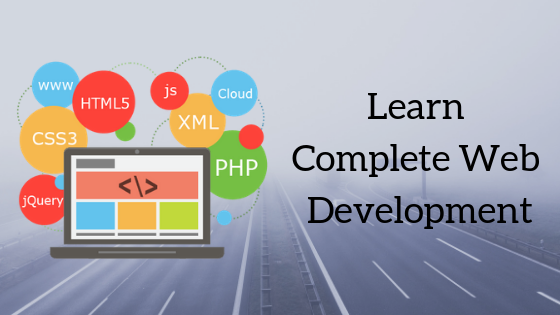 www
HTML5
js
Cloud
XML
CSS3
PHP
jQuery
</>
Learn
Complete Web
Development